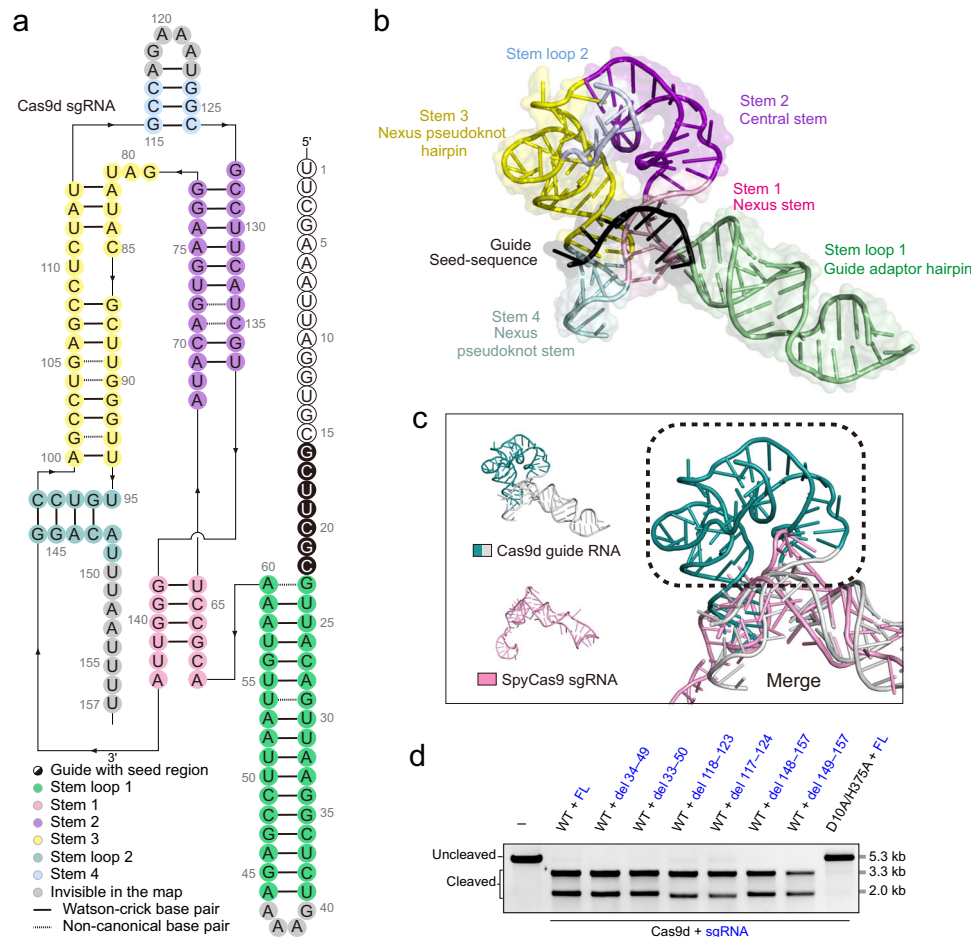 a
Cas9d sgRNA
120
A A A
G A
A U
C G
C G 125
G C
115
5'
U U C G A A A U U A G G U G C G C U U C G C
1
5
10
15
20
80
U A G
A U A C
85
G C U U G G G U U
90
U A U C U C C G A G U C C G A
110
105
100
G G A A G U G A C A U A
75
70
G C C U U C A U C G U
130
135
C C U G U 95
G G A C A
145
U U U A A U U U U
150
155
157
3'
G G G U U A
140
U C C G C A
65
60
A A A U G U U A A U U C C G A G A
55
50
45
G U U A C A G U U A A G G C U C U G
25
30
35
40
A A A
Guide with seed region
Stem loop 1
Stem 1
Stem 2
Stem 3
Stem loop 2
Stem 4
Invisible in the map
Watson-crick base pair
Non-canonical base pair
b
Stem loop 2
Stem 2
Central stem
Stem 3
Nexus pseudoknot
hairpin
Stem 1
Nexus stem
Guide
Seed-sequence
Stem loop 1
Guide adaptor hairpin
Stem 4
Nexus
pseudoknot stem
c
Cas9d guide RNA
SpyCas9 sgRNA
Merge
d
–
WT + FL
WT + del 34–49
WT + del 33–50
WT + del 118–123
WT + del 117–124
WT + del 148–157
WT + del 149–157
D10A/H375A + FL
Uncleaved
Cleaved
5.3 kb
3.3 kb
2.0 kb
Cas9d + sgRNA